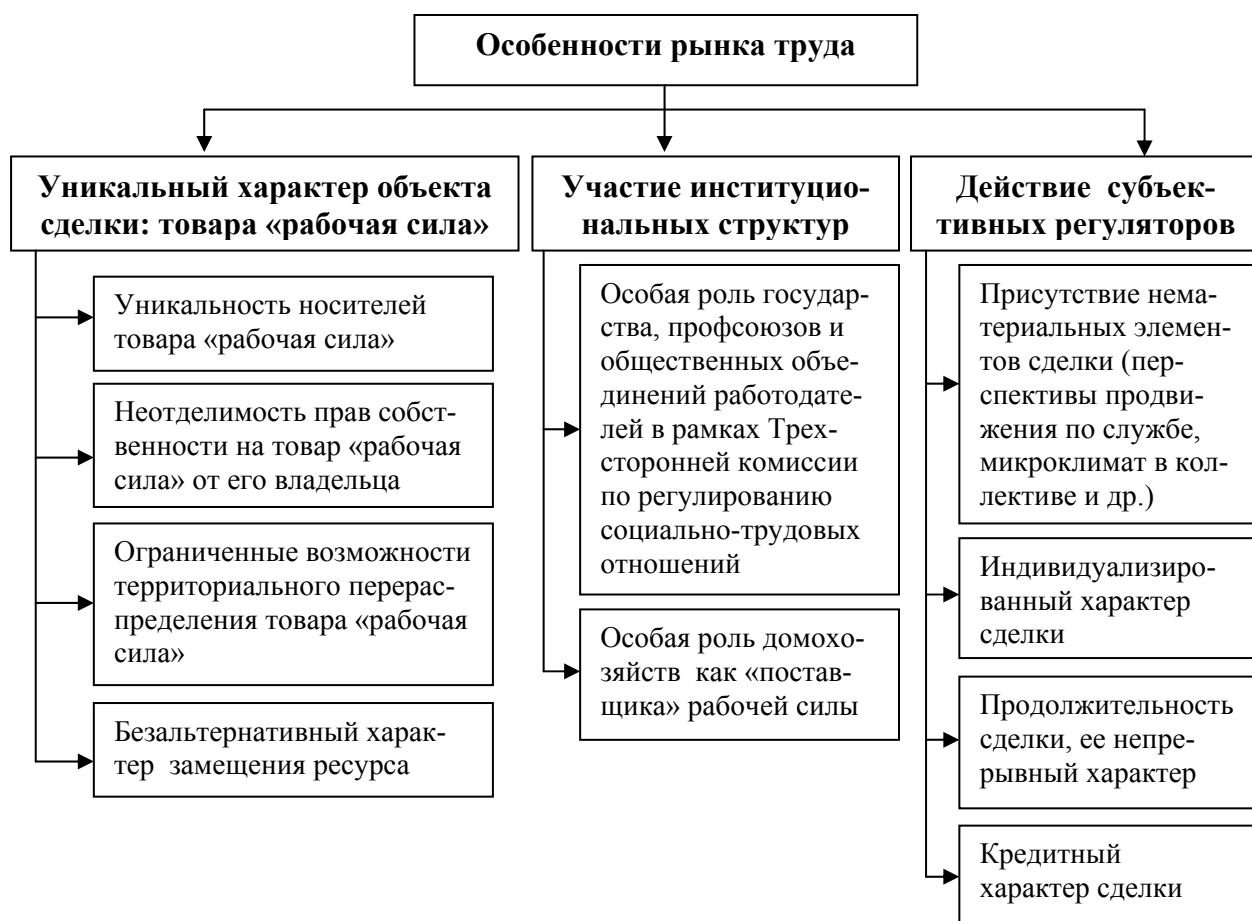 Особенности рынка труда
Уникальный характер объекта
сделки: товара «рабочая сила»
Уникальность носителей
товара «рабочая сила»
Неотделимость прав собст-
венности на товар «рабочая
сила» от его владельца
Ограниченные возможности
территориального перерас-
пределения товара «рабочая
сила»
Безальтернативный харак-
тер замещения ресурса
Участие институцио-
нальных структур
Особая роль государ-
ства, профсоюзов и
общественных объе-
динений работодате-
лей в рамках Трех-
сторонней комиссии
по регулированию
социально-трудовых
отношений
Особая роль домохо-
зяйств как «постав-
щика» рабочей силы
Действие субъек-
тивных регуляторов
Присутствие нема-
териальных элемен-
тов сделки (пер-
спективы продви-
жения по службе,
микроклимат в кол-
лективе и др.)
Индивидуализиро-
ванный характер
сделки
Продолжительность
сделки, ее непре-
рывный характер
Кредитный
характер сделки